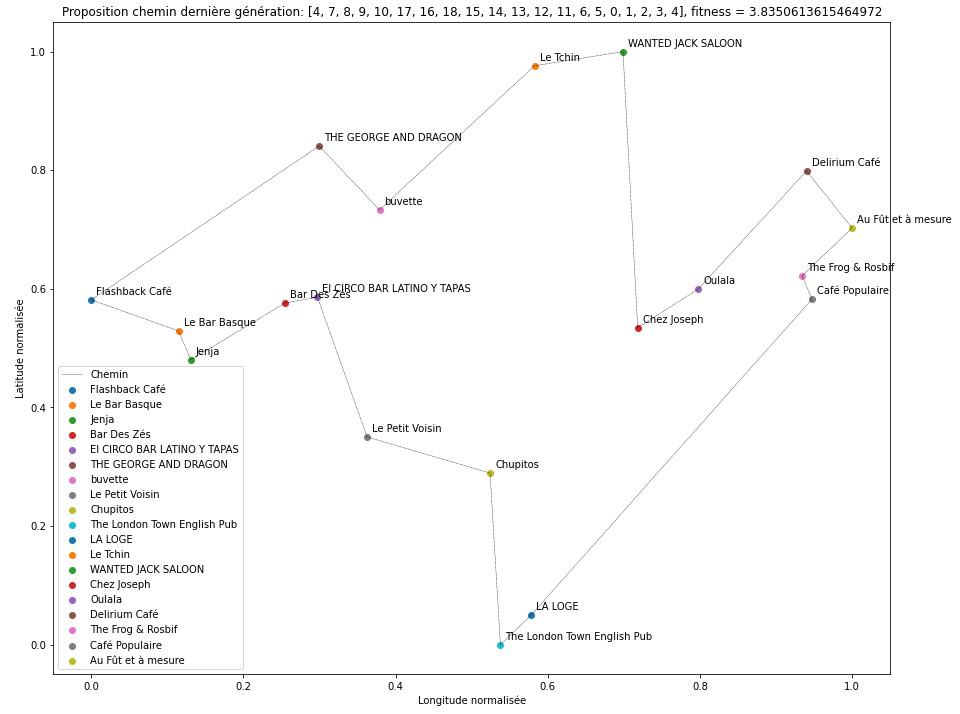 Proposition chemin dernière génération: [4, 7, 8, 9, 10, 17, 16, 18, 15, 14, 13, 12, 11, 6, 5, 0, 1, 2, 3, 4], fitness = 3.8350613615464972
1.0
WANTED JACK SALOON
Le Tchin
THE GEORGE AND DRAGON
Delirium Café
0.8
buvette
Au Fût et à mesure
The Frog & Rosbif
0.6
Flashback Café
Bar Des Zés
El CIRCO BAR LATINO Y TAPAS
Oulala
Café Populaire
Le Bar Basque
Chez Joseph
Jenja
Latitude normalisée
0.4
Le Petit Voisin
Chupitos
0.2
LA LOGE
The London Town English Pub
0.0
Chemin
Flashback Café
Le Bar Basque
Jenja
Bar Des Zés
El CIRCO BAR LATINO Y TAPAS
THE GEORGE AND DRAGON
buvette
Le Petit Voisin
Chupitos
The London Town English Pub
LA LOGE
Le Tchin
WANTED JACK SALOON
Chez Joseph
Oulala
Delirium Café
The Frog & Rosbif
Café Populaire
Au Fût et à mesure
0.0 0.2 0.4 0.6 0.8 1.0
Longitude normalisée